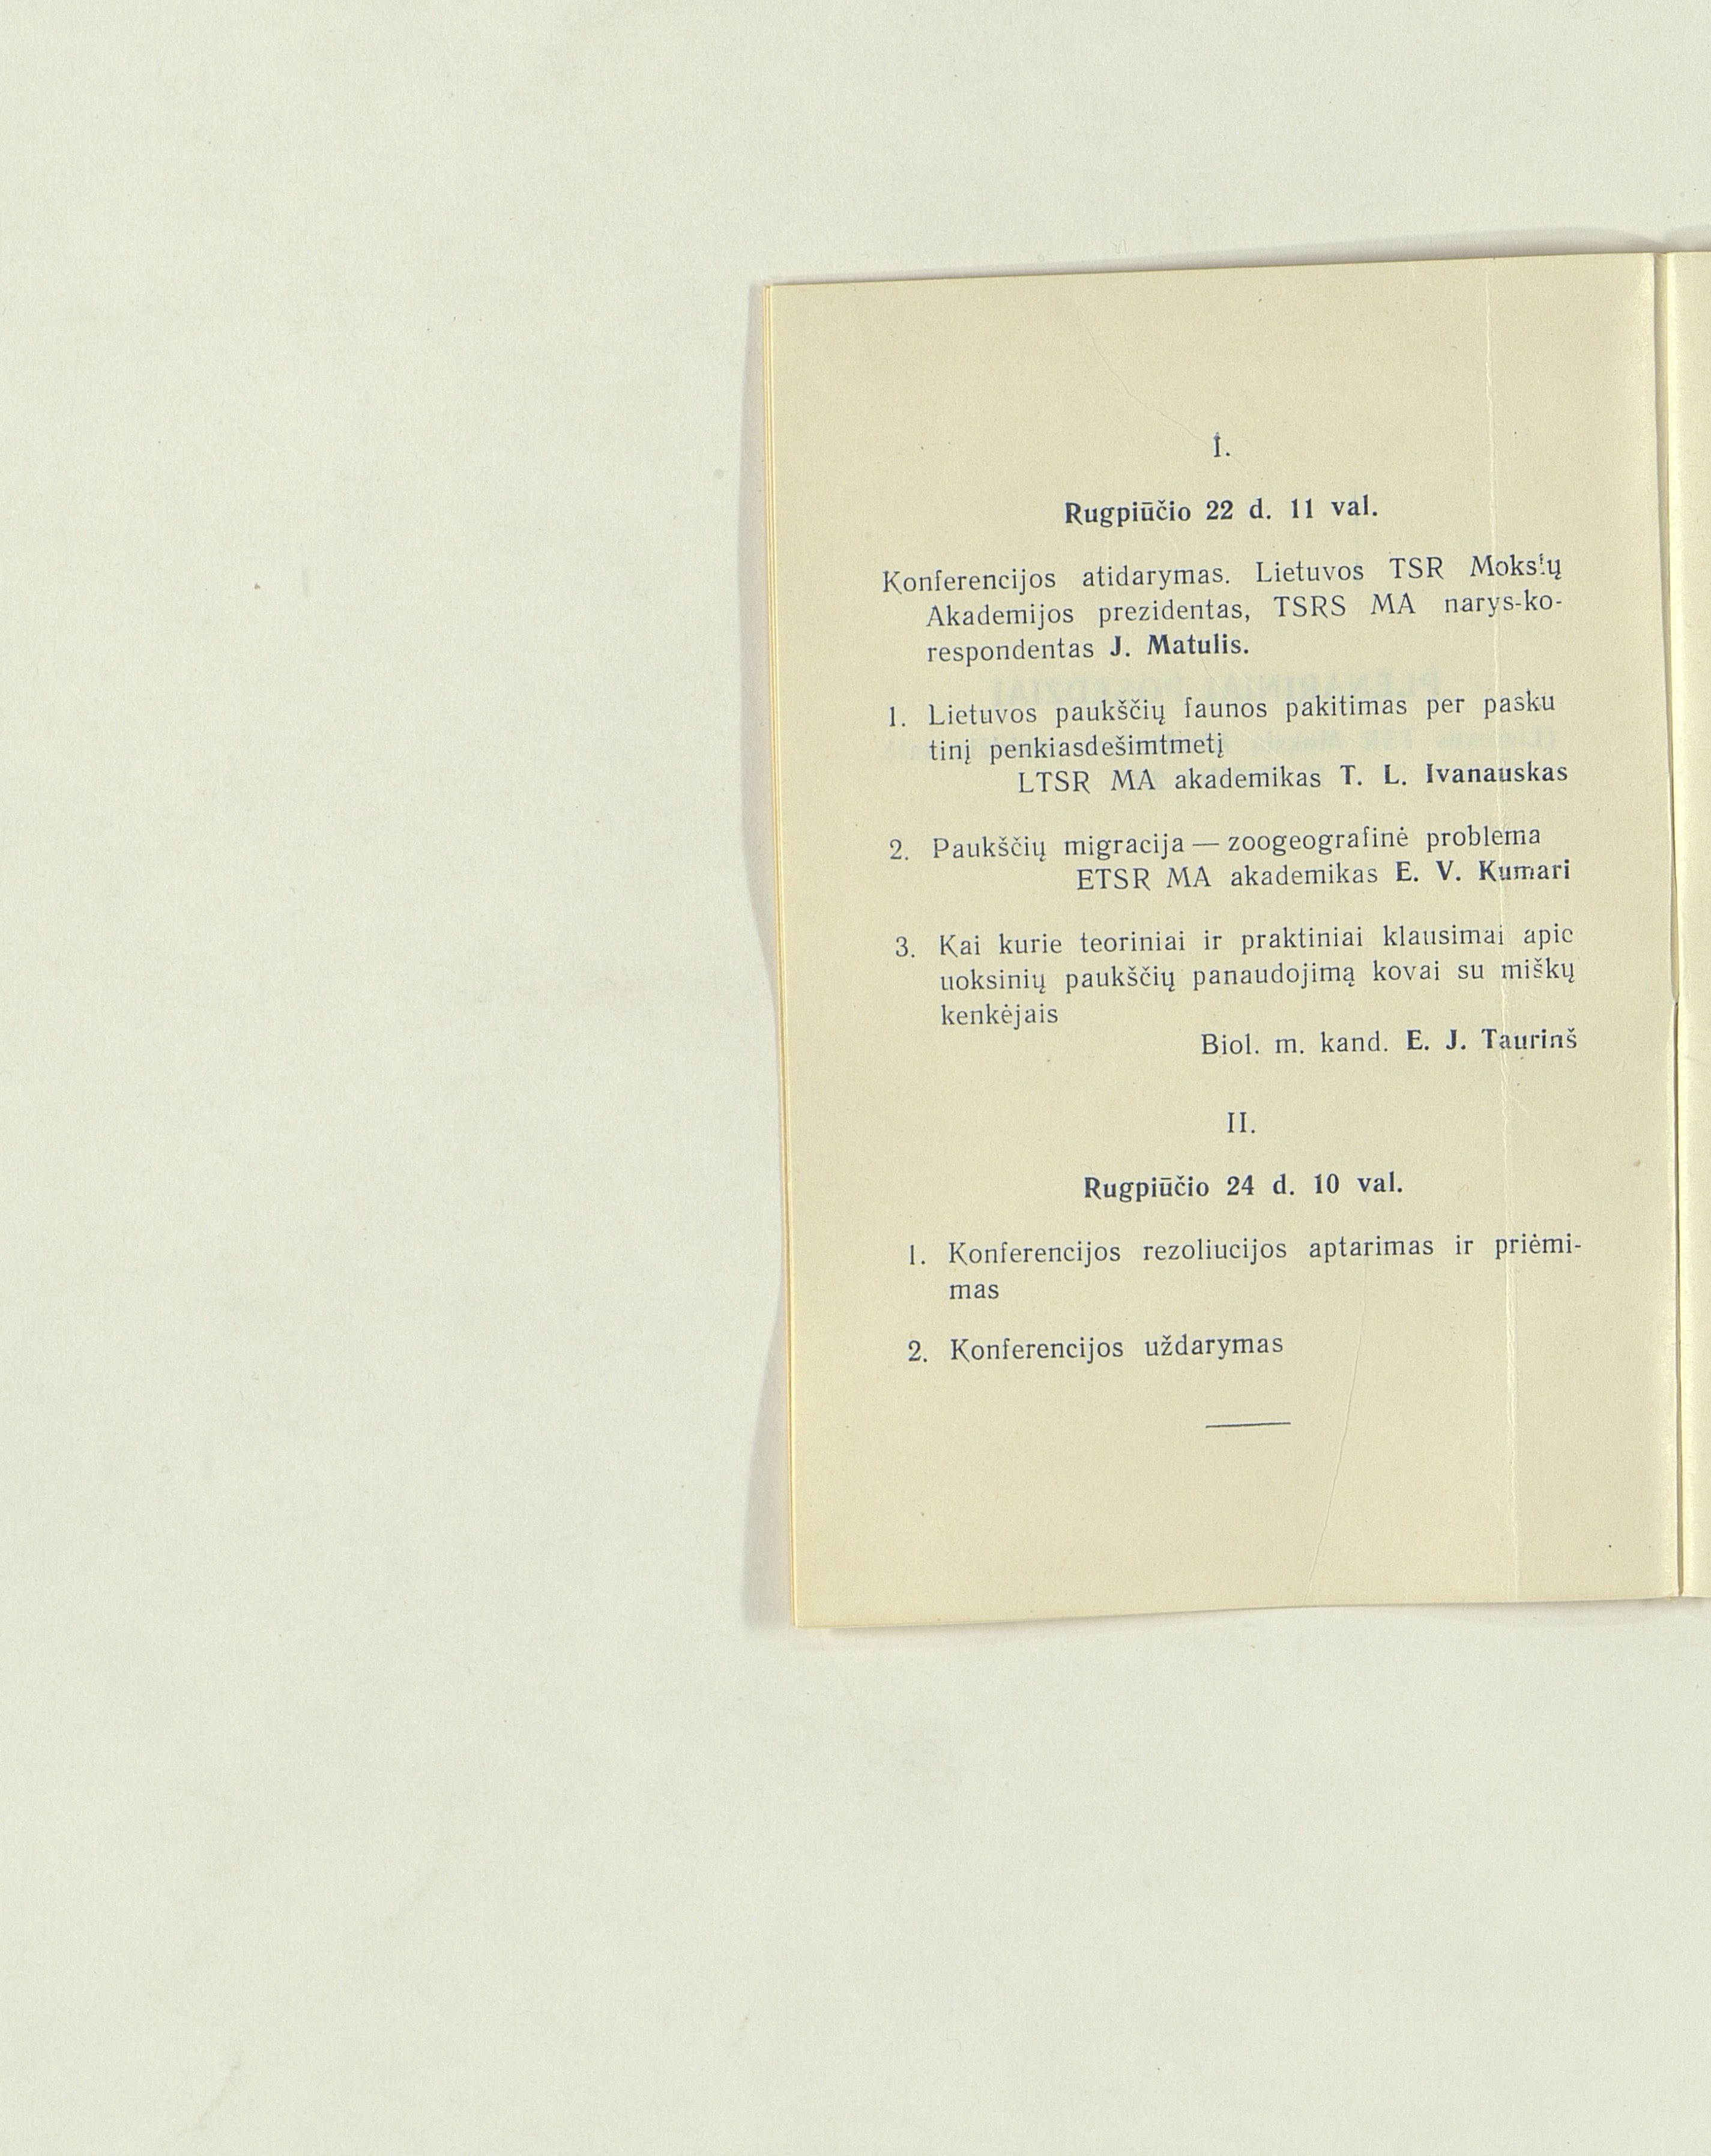 I.
Rugpiūčio 22 d. 11 val.
Konferencijos atidarymas. Lietuvos TSR Mokslų
Akademijos prezidentas, TSRS MA narys-ko-
respondentas J. Matulis.
1. Lietuvos paukščių faunos pakitimas per pasku
tinį penkiasdešimtmetį
LTSR MA akademikas T. L. Ivanauskas
2. Paukščių migracija — zoogeografinė problema
ETSR MA akademikas E. V. Kumari
3. Kai kurie teoriniai ir praktiniai klausimai apie
uoksinių paukščių panaudojimą kovai su miškų
kenkėjais
Biol. m. kand. E. J. Taurinš
II.
Rugpiūčio 24 d. 10 val.
1. Konferencijos rezoliucijos aptarimas ir priėmi-
mas
2. Konferencijos uždarymas